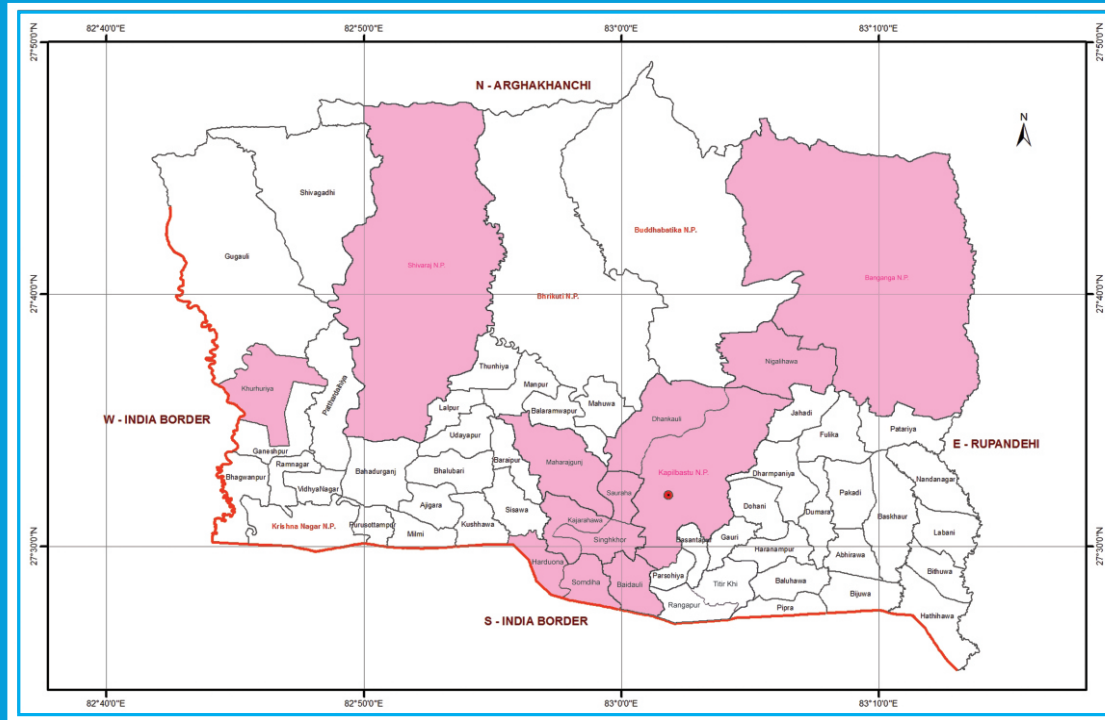 82°40'0"E 82°50'0"E 83°0'0"E 83°10'0"E
27°50'0"N 27°50'0"N
N - ARGHAKHANCHI
N
Shivagadhi
Buddhabatika N.P.
Gugauli
Shivaraj N.P.
Banganga N.P.
27°40'0"N 27°40'0"N
Bhrikuti N.P.
Nigalihawa
Thunhiya
Khurhuriya
Patthardaihiya
Manpur
Mahuwa
Lalpur
Balaramwapur
Dhankauli
Jahadi
W - INDIA BORDER
Udayapur
Fulika
Patariya
E - RUPANDEHI
Ganeshpur
Ramnagar
Bahadurganj
Baraipur
Maharajgunj
Bhagwanpur
Bhalubari
Kapilbastu N.P.
Dharmpaniya
Nandanagar
VidhyaNagar
Sauraha
Pakadi
Ajigara
Sisawa
Dohani
Dumara
Baskhaur
Krishna Nagar N.P.
Purusottampur
Milmi
Kushhawa
Kajarahawa
Singhkhor
Basantapur
Gauri
Labani
27°30'0"N 27°30'0"N
Harduona
Haranampur
Abhirawa
Somdiha
Baidauli
Parsohiya
Titir Khi
Baluhawa
Bithuwa
Rangapur
Pipra
Bijuwa
Hathihawa
S - INDIA BORDER
82°40'0"E 82°50'0"E 83°0'0"E 83°10'0"E